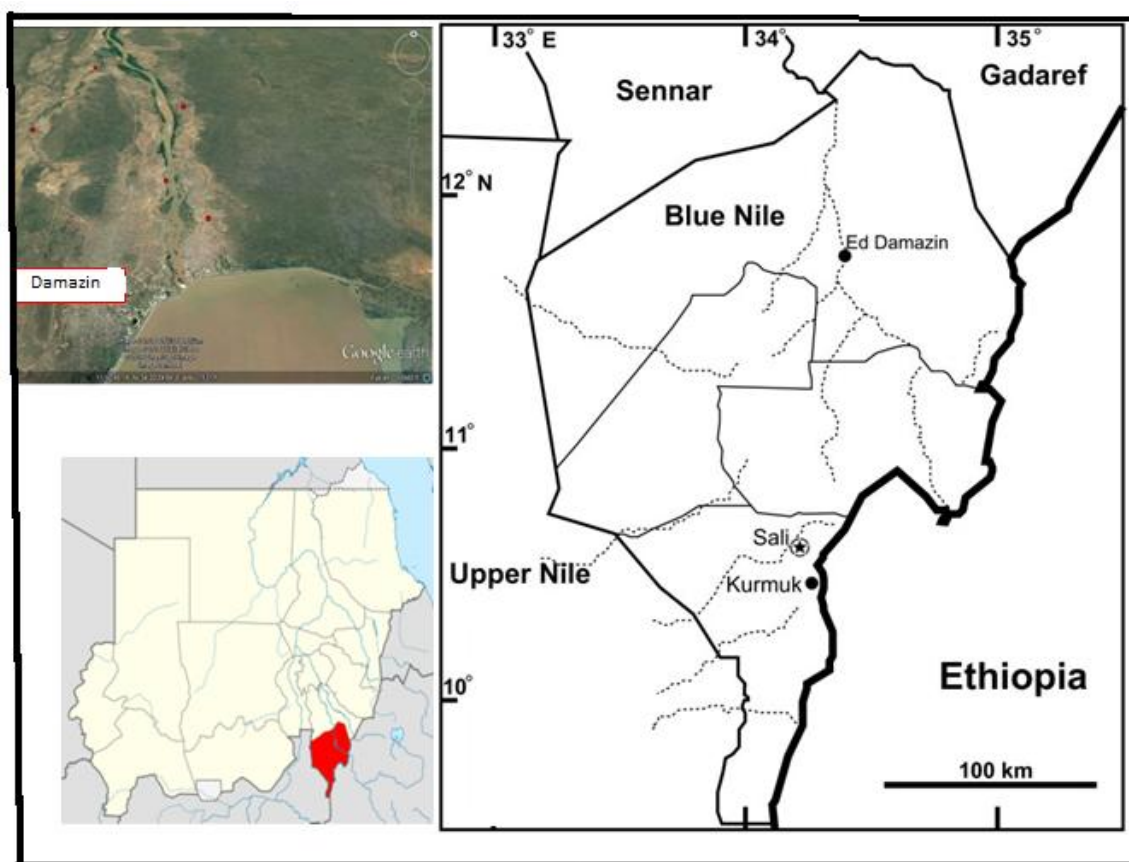 Damazin
Google earth
33° E
34°
35°
Sennar
Gadaref
12° N
Blue Nile
Ed Damazin
11°
Sali
Upper Nile
Kurmuk
10°
Ethiopia
100 km